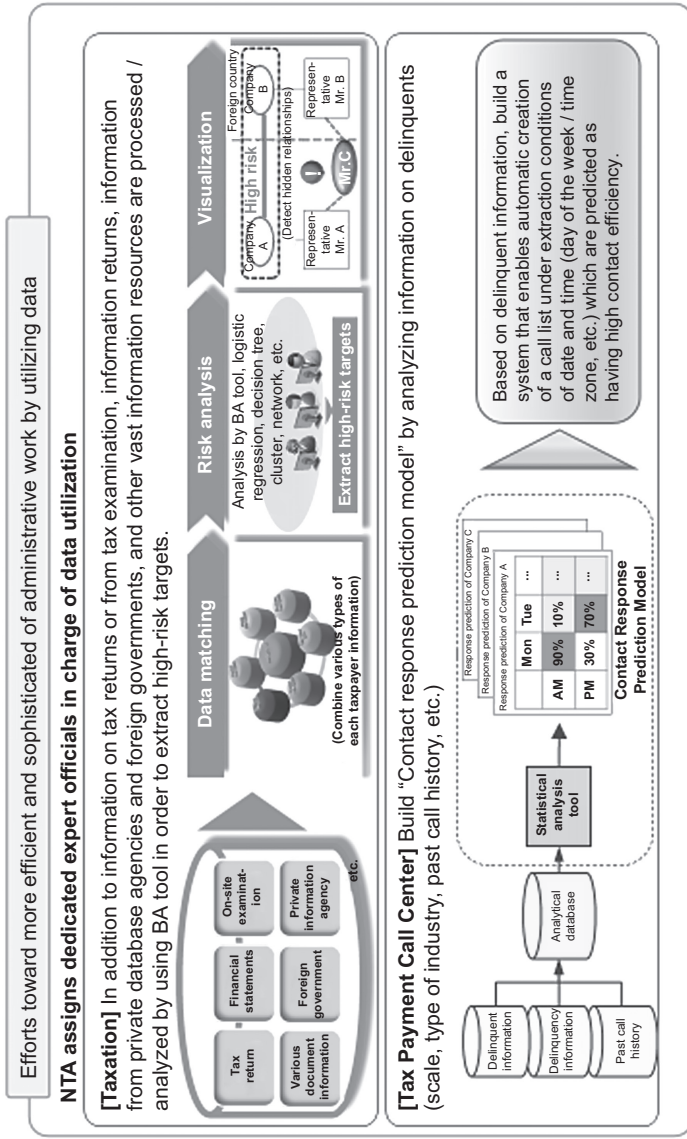 Efforts toward more efficient and sophisticated of administrative work by utilizing data
NTA assigns dedicated expert officials in charge of data utilization
[Taxation] In addition to information on tax returns or from tax examination, information returns, information
from private database agencies and foreign governments, and other vast information resources are processed /
analyzed by using BA tool in order to extract high-risk targets.
Tax
return
Financial
statements
On-site
examinat-
ion
Various
document
information
Foreign
government
Private
information
agency
etc.
Data matching
(Combine various types of
each taxpayer information)
Risk analysis
Analysis by BA tool, logistic
regression, decision tree,
cluster, network, etc.
Extract high-risk targets
Visualization
Foreign country
Company
A
High risk
Company
B
(Detect hidden relationships)
Represen-
tative
Mr. A
!
Mr.C
Represen-
tative
Mr. B
[Tax Payment Call Center] Build “Contact response prediction model” by analyzing information on delinquents
(scale, type of industry, past call history, etc.)
Delinquent
information
Delinquency
information
Past call
history
Analytical
database
Statistical
analysis
tool
Response prediction of Company C
Response prediction of Company B
Response prediction of Company A
Mon Tue ...
AM 90% 10% ...
PM 30% 70% ...
Contact Response
Prediction Model
Based on delinquent information, build a
system that enables automatic creation
of a call list under extraction conditions
of date and time (day of the week / time
zone, etc.) which are predicted as
having high contact efficiency.